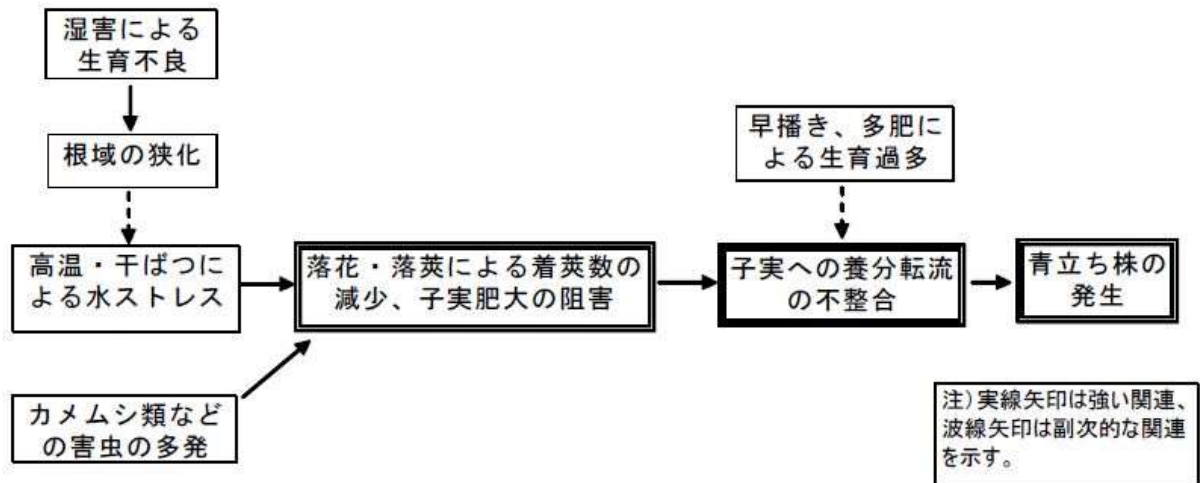 湿害による
生育不良
根域の狭化
早播き、多肥に
よる生育過多
高温・干ばつに
よる水ストレス
落花・落莢による着莢数の
減少、子実肥大の阻害
子実への養分転流
の不整合
青立ち株の
発生
カメムシ類など
の害虫の多発
注）実線矢印は強い関連、
波線矢印は副次的な関連
を示す。